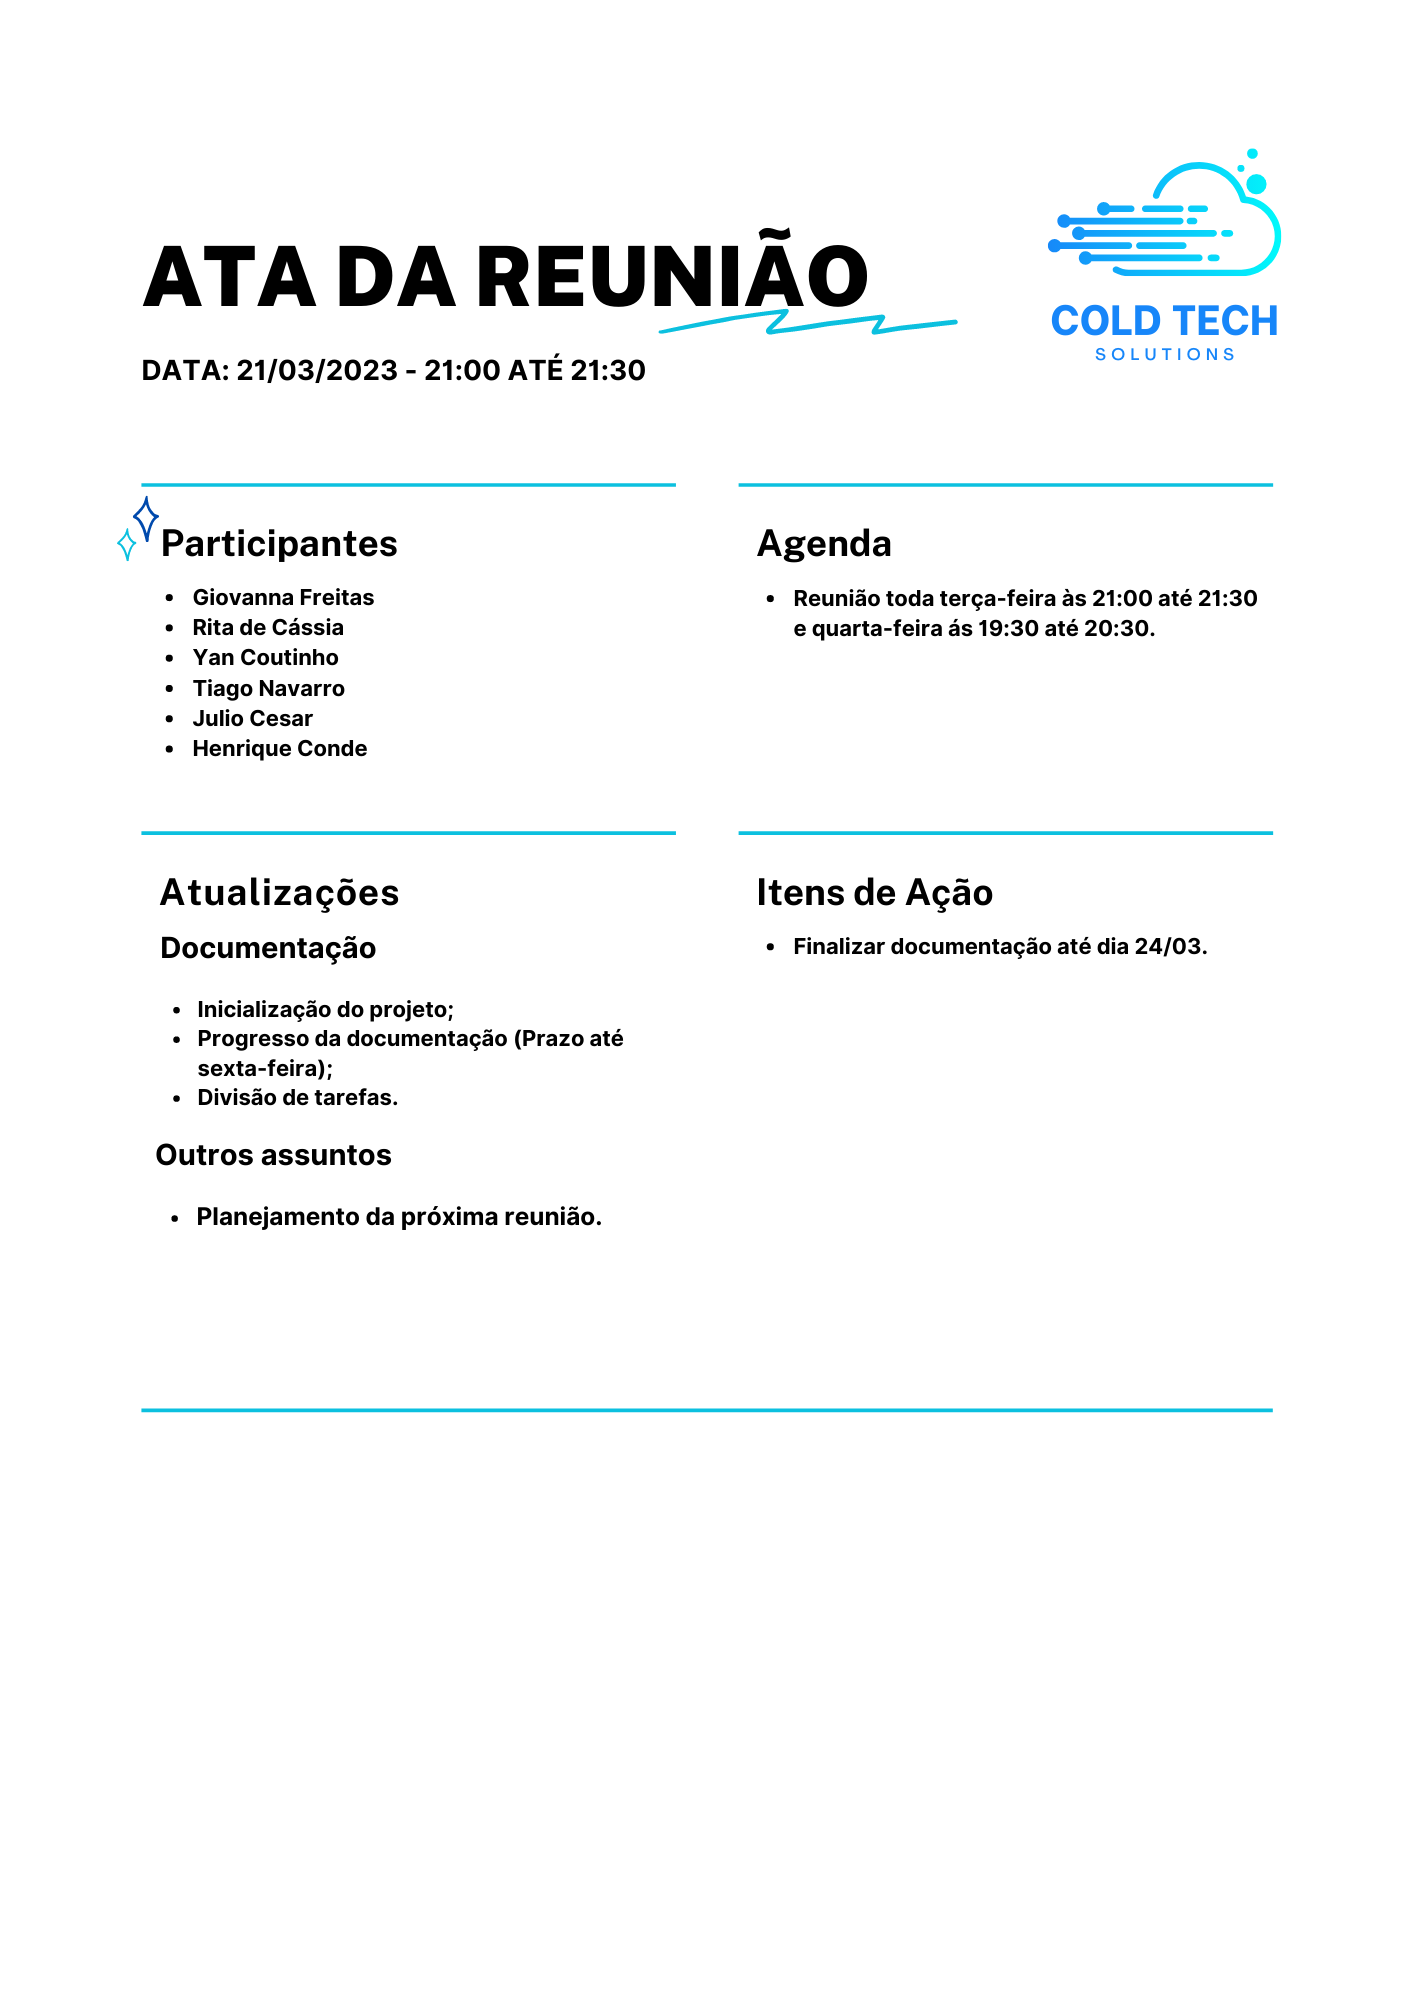 ATA DA REUNIÃO
COLD TECH
SOLUTIONS
DATA: 21/03/2023 - 21:00 ATÉ 21:30
Participantes
• Giovanna Freitas
• Rita de Cássia
• Yan Coutinho
• Tiago Navarro
• Julio Cesar
• Henrique Conde
Agenda
• Reunião toda terça-feira às 21:00 até 21:30
e quarta-feira ás 19:30 até 20:30.
Atualizações
Documentação
• Inicialização do projeto;
• Progresso da documentação (Prazo até
sexta-feira);
• Divisão de tarefas.
Outros assuntos
• Planejamento da próxima reunião.
Itens de Ação
• Finalizar documentação até dia 24/03.